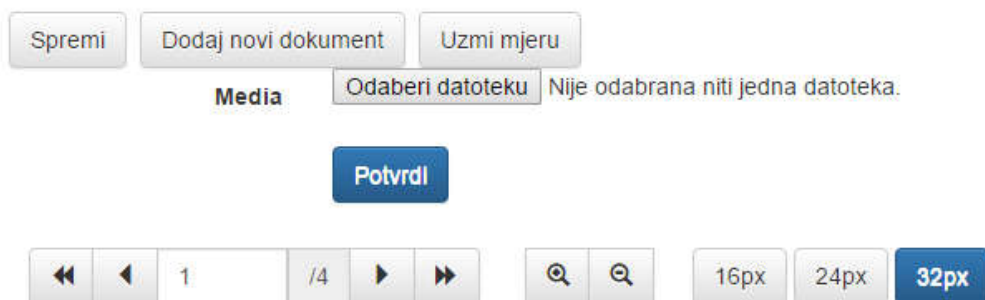 Spremi Dodaj novi dokument Uzmi mjeru
Media Odaberi datoteku Nije odabrana niti jedna datoteka.
Potvrdi
1 /4 16px 24px 32px